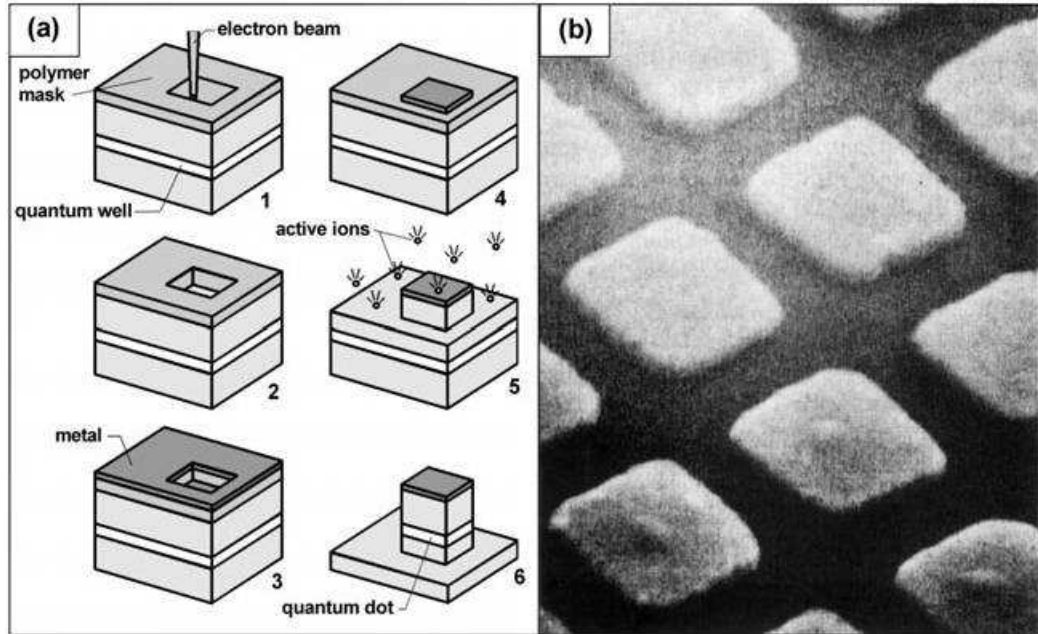 (a)
electron beam
polymer
mask
quantum well
1
2
metal
3
4
active ions
5
quantum dot
6
(b)